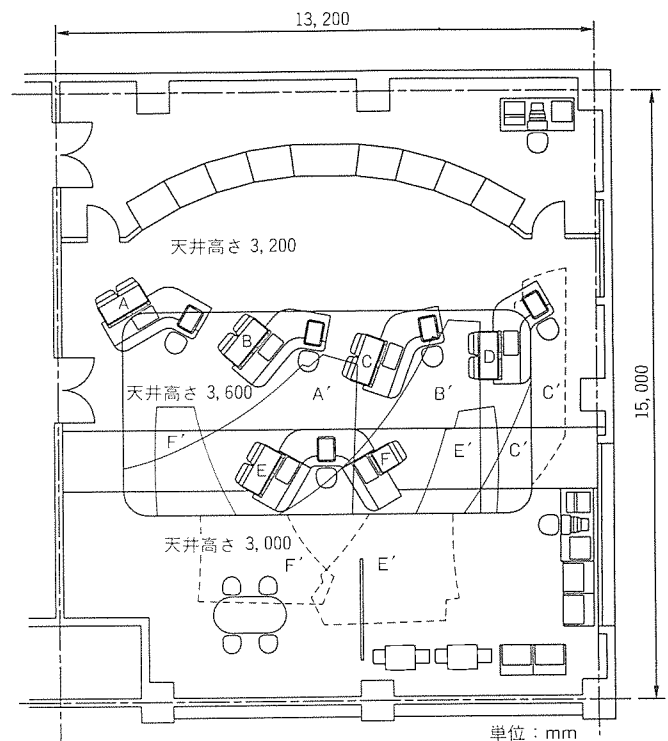 13,200
天井高さ 3,200
A
B
C
D
天井高さ 3,600
A′
B′
C′
15,000
F′
E′
C′
E
F
天井高さ 3,000
F′
E′
単位：mm